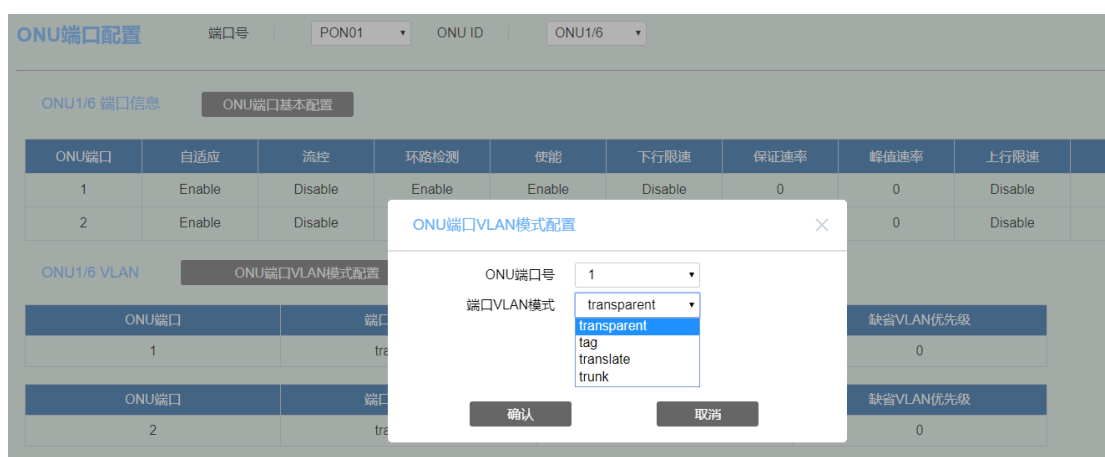 ONU端口配置 端口号 PON01 ONU ID ONU1/6
ONU1/6 端口信息 ONU端口基本配置
ONU端口 自适应 流控 环路检测 使能 下行限速 保证速率 峰值速率 上行限速
1 Enable Disable Enable Enable Disable 0 0 Disable
2 Enable Disable 0 Disable
ONU端口VLAN模式配置
ONU端口号 1
端口VLAN模式 transparent
transparent
tag
translate
trunk
确认 取消
ONU1/6 VLAN ONU端口VLAN模式配置
ONU端口 端口 缺省VLAN优先级
1 tra 0
ONU端口 端口 缺省VLAN优先级
2 tra 0